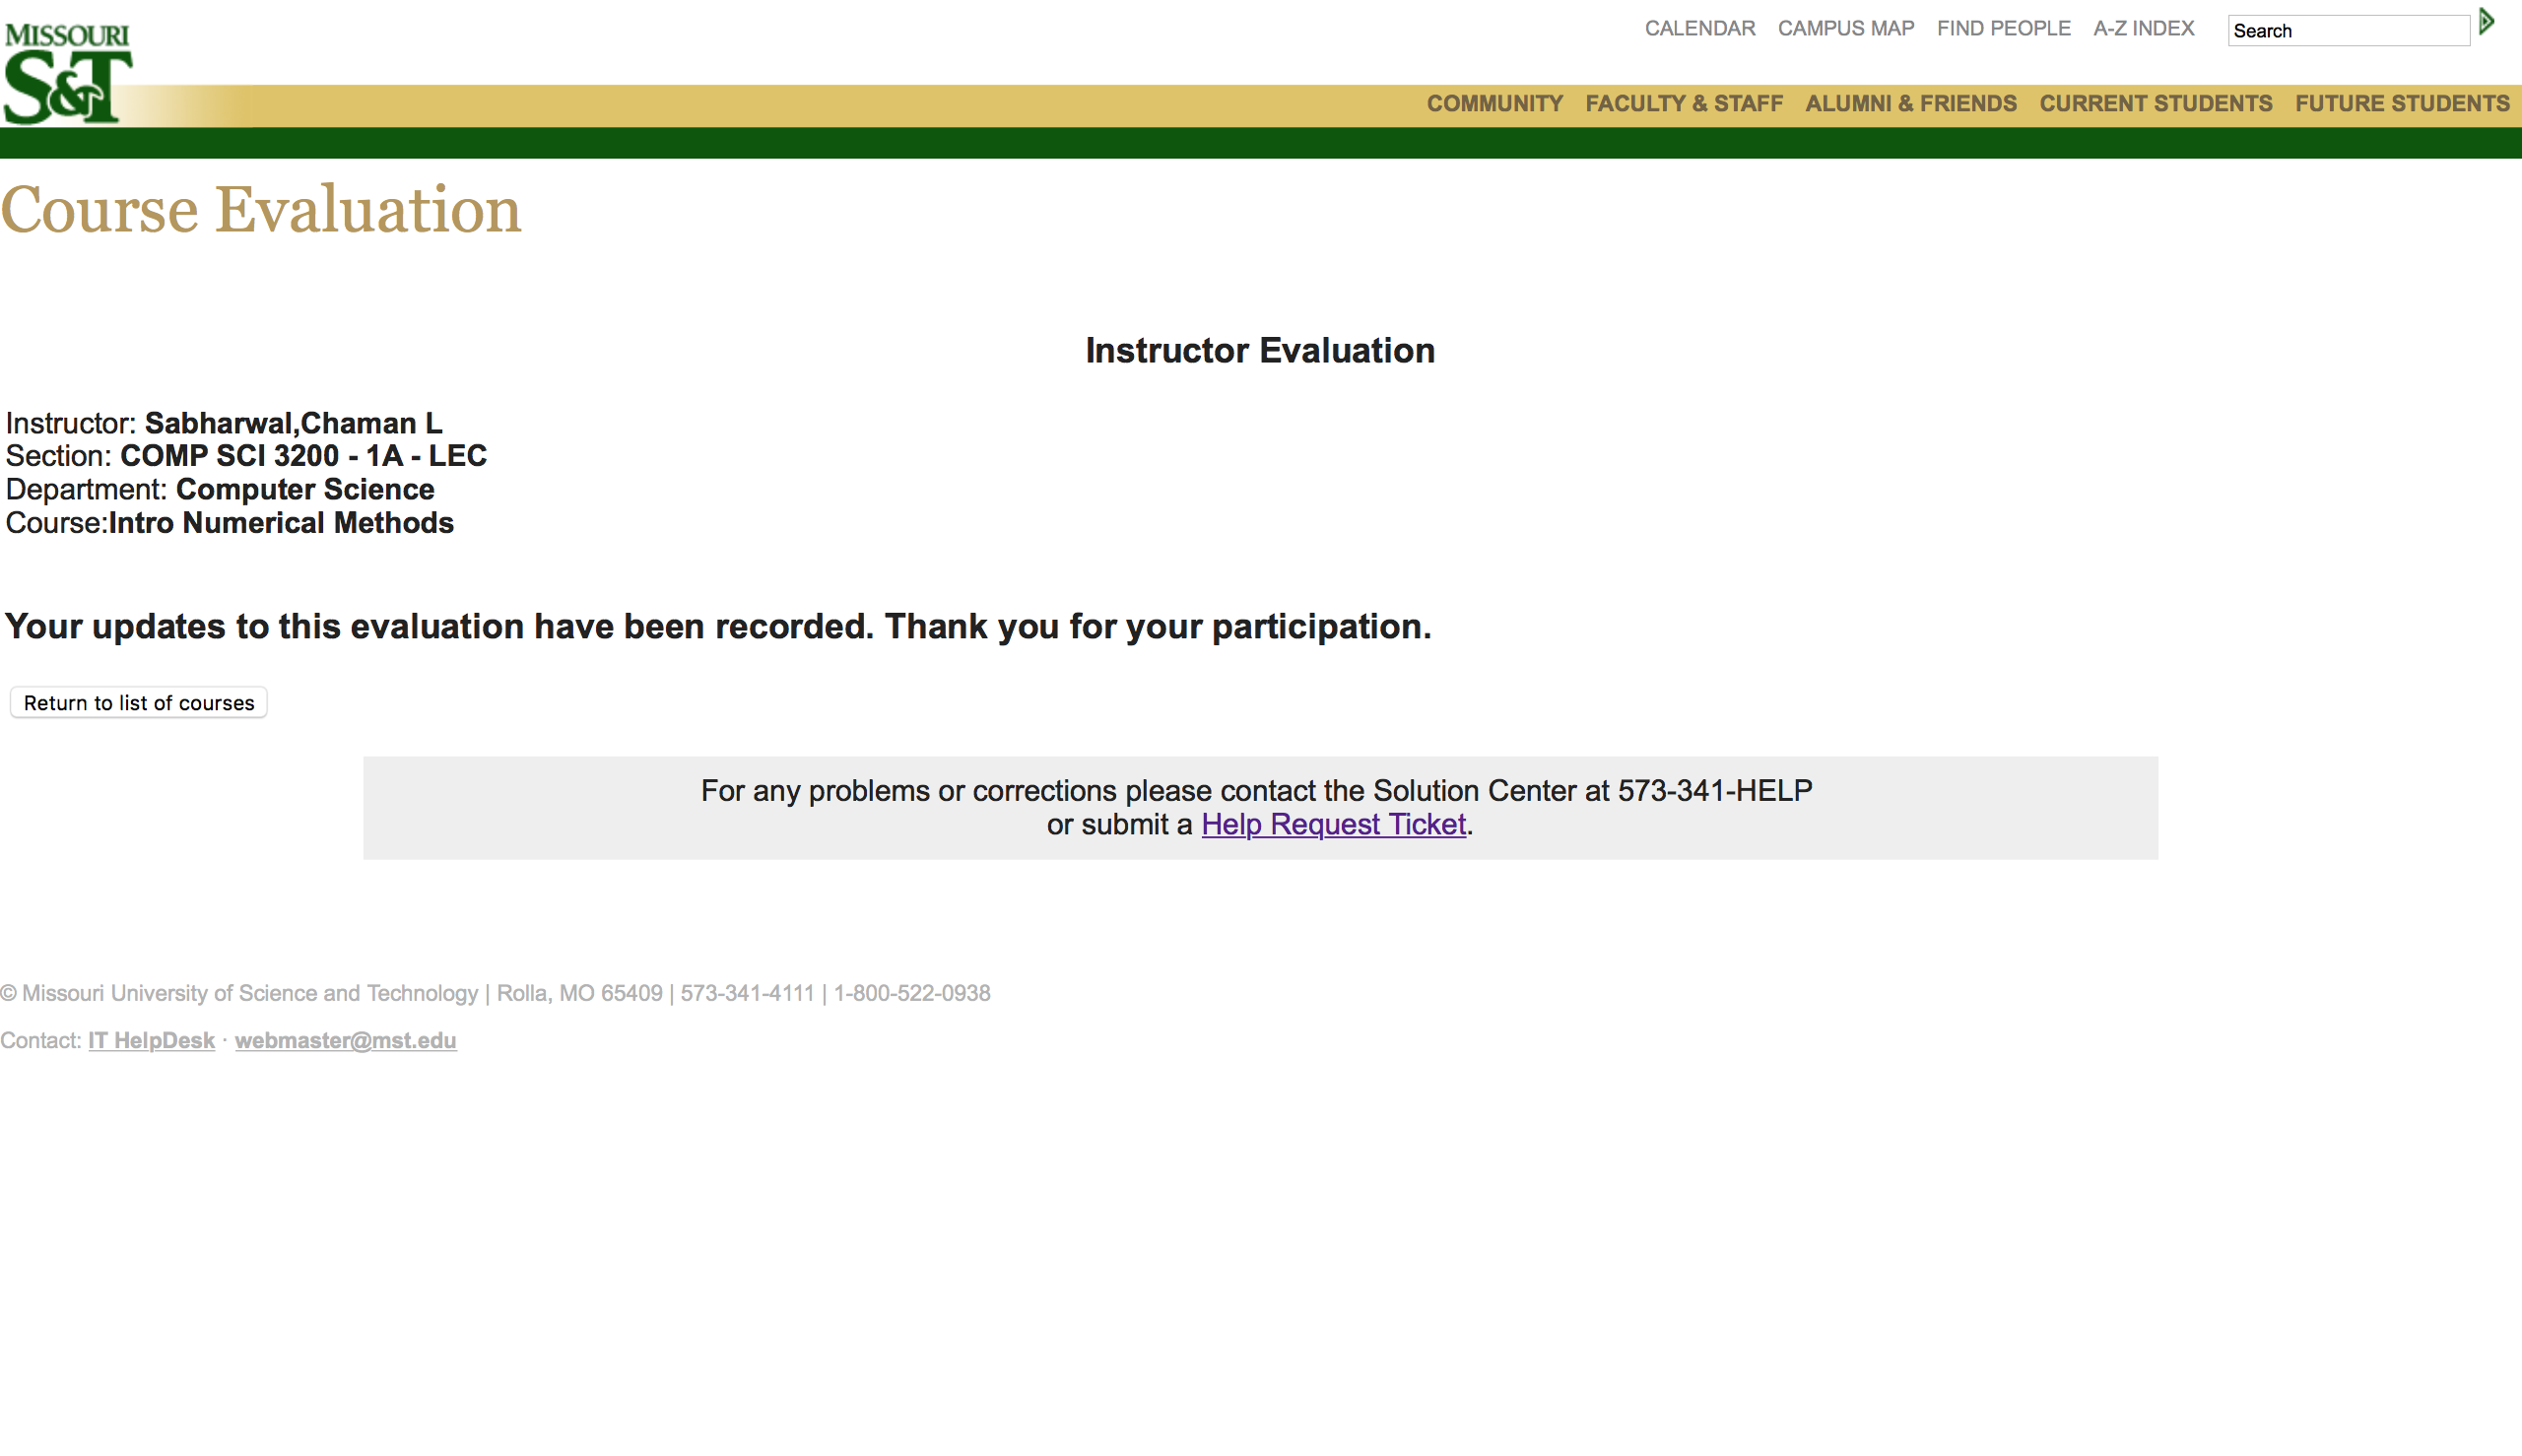 MISSOURI
S&T
CALENDAR CAMPUS MAP FIND PEOPLE A-Z INDEX Search
COMMUNITY FACULTY & STAFF ALUMNI & FRIENDS CURRENT STUDENTS FUTURE STUDENTS
Course Evaluation
Instructor Evaluation
Instructor: Sabharwal,Chaman L
Section: COMP SCI 3200 - 1A - LEC
Department: Computer Science
Course:Intro Numerical Methods
Your updates to this evaluation have been recorded. Thank you for your participation.
Return to list of courses
For any problems or corrections please contact the Solution Center at 573-341-HELP
or submit a Help Request Ticket.
© Missouri University of Science and Technology | Rolla, MO 65409 | 573-341-4111 | 1-800-522-0938
Contact: IT HelpDesk · webmaster@mst.edu